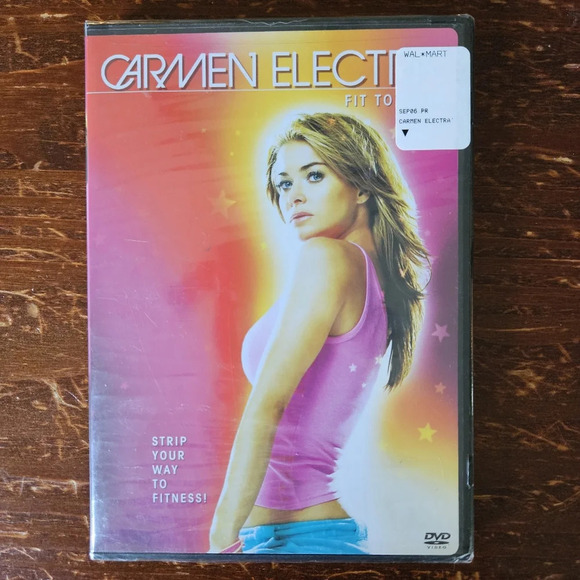 CARMEN ELECT
FIT TO
WAL★MART
SEP06 PR
CARMEN ELECTRA
▼
STRIP
YOUR
WAY
TO
FITNESS!
DVD
VIDEO